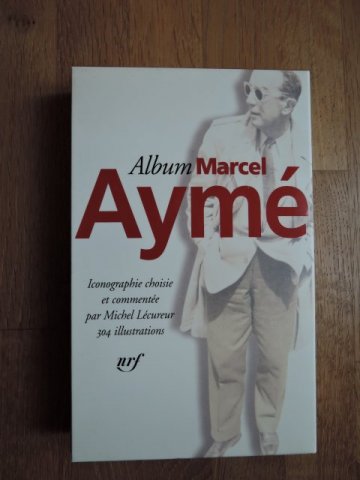 Album Marcel
Aymé
Iconographie choisie
et commentée
par Michel Lécureur
304 illustrations
nrf